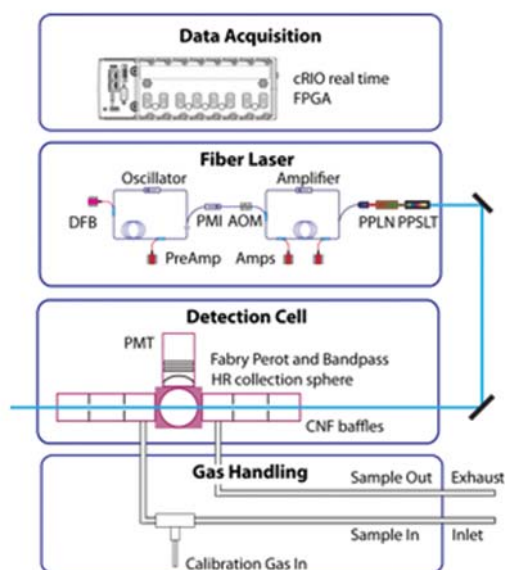 Data Acquisition
cRIO real time
FPGA
Fiber Laser
Oscillator
Amplifier
DFB
PMI
AOM
PPLN
PPSLT
PreAmp
Amps
Detection Cell
PMT
Fabry Perot and Bandpass
HR collection sphere
CNF baffles
Gas Handling
Sample Out
Exhaust
Sample In
Inlet
Calibration Gas In